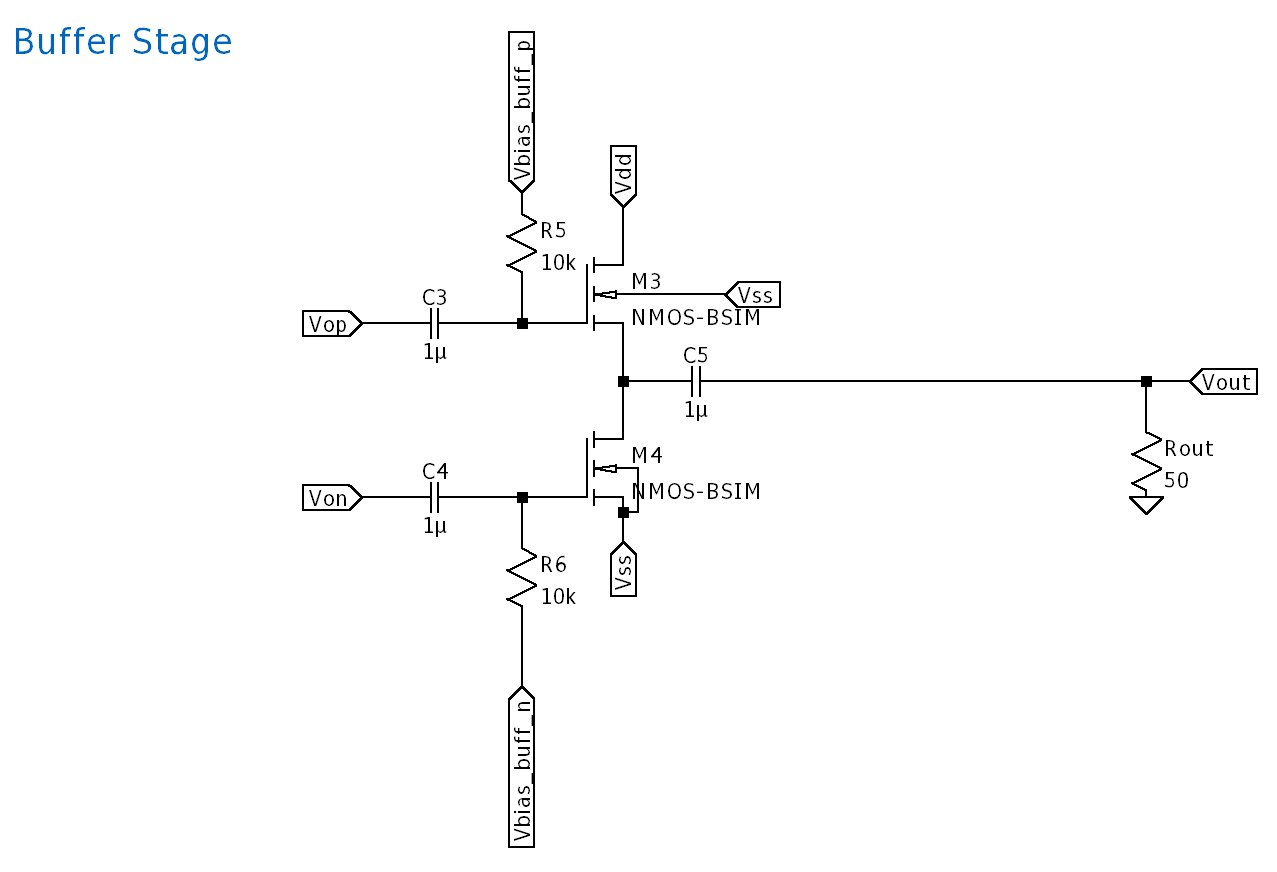 Buffer Stage
Vbias_buff_p
Vdd
R5
10k
M3
Vss
NMOS-BSIM
C3
Vop
1µ
C5
1µ
Vout
Rout
50
M4
NMOS-BSIM
C4
Von
1µ
Vss
R6
10k
Vbias_buff_n